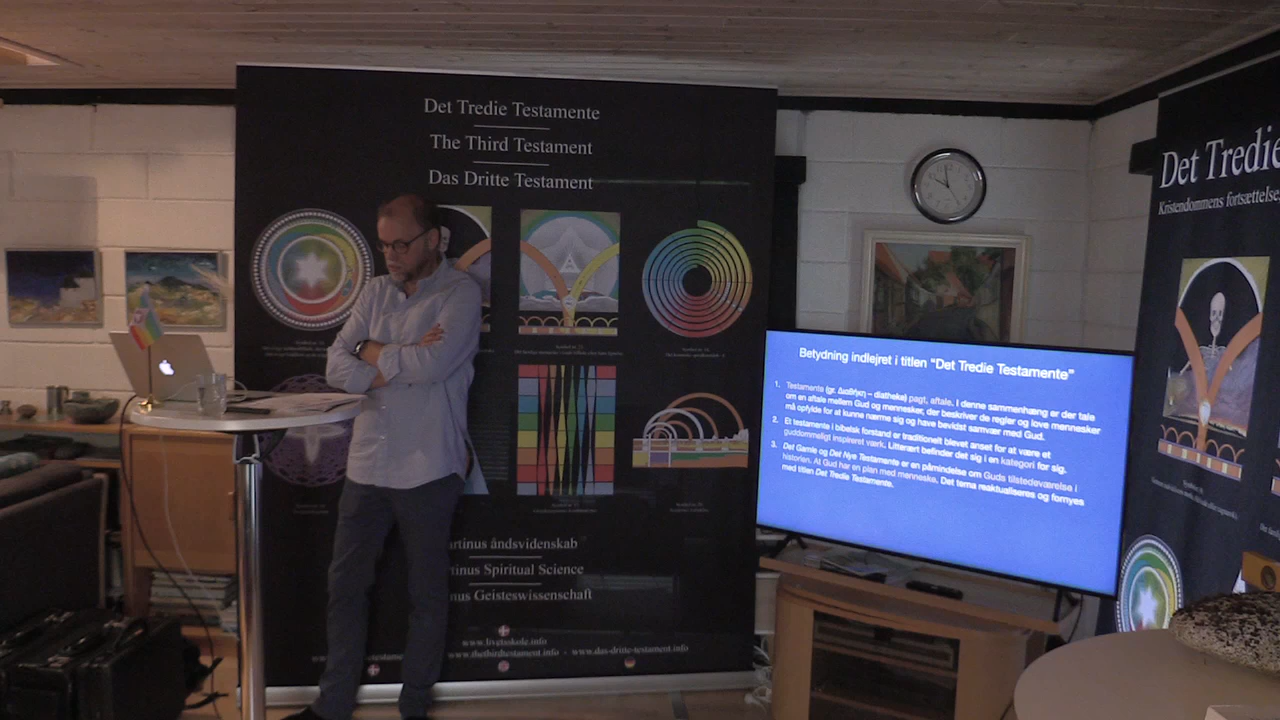 Det Tredie Testamente
The Third Testament
Das Dritte Testament
Betydning indlejret i titlen "Det Tredie Testamente"
1. Testamente (gr. Διαθήκη – diatheka) pagt, aftale. I denne sammenhæng er der tale
om en aftale mellem Gud og mennesker, der beskriver de regler og love mennesker
må opfylde for at kunne nærme sig og have bevidst samvær med Gud.
2. Et testamente i bibelsk forstand er traditionelt blevet anset for at være et
guddommeligt inspireret værk. Litterært befinder det sig i en kategori for sig.
3. Det Gamle og Det Nye Testamente er en påmindelse om Guds tilstedeværelse i
historien. At Gud har en plan med menneske. Det tema reaktualiseres og fornyes
med titlen Det Tredie Testamente.
Det Tredie
Kristendommens fortsættelse
rtinus åndsvidenskab
tinus Spiritual Science
nus Geisteswissenschaft
www.livetsskole.info
www.thethirdtestament.info - www.das-dritte-testament.info